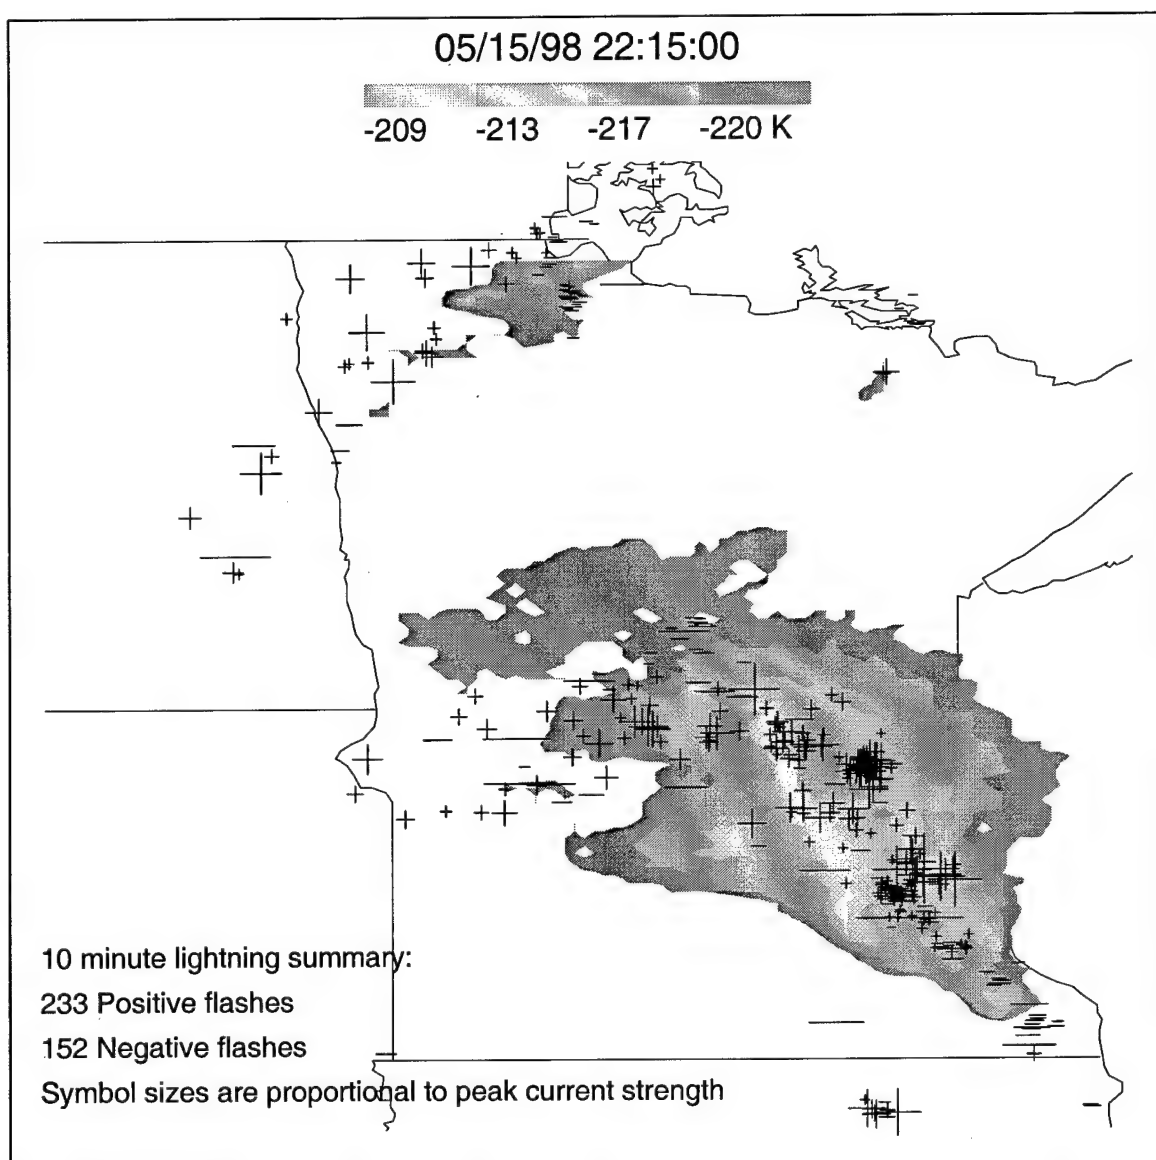 05/15/98 22:15:00
-209 -213 -217 -220 K
10 minute lightning summary:
233 Positive flashes
152 Negative flashes
Symbol sizes are proportional to peak current strength